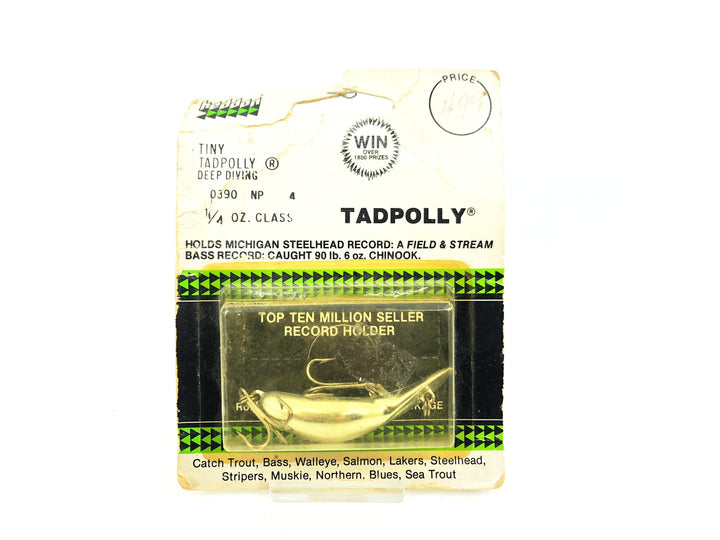 Heddon
PRICE
499
WIN
OVER
1800 PRIZES
TINY
TADPOLLY ®
DEEP DIVING
0390 NP 4
1/4 OZ. CLASS
TADPOLLY®
HOLDS MICHIGAN STEELHEAD RECORD: A FIELD & STREAM
BASS RECORD: CAUGHT 90 lb. 6 oz. CHINOOK.
TOP TEN MILLION SELLER
RECORD HOLDER
Catch Trout, Bass, Walleye, Salmon, Lakers, Steelhead,
Stripers, Muskie, Northern, Blues, Sea Trout